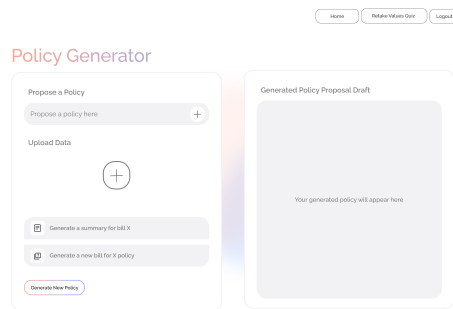 Home
Retake Values Quiz
Logout
Policy Generator
Propose a Policy
Propose a policy here
Upload Data
Generate a summary for bill X
Generate a new bill for X policy
Generate New Policy
Generated Policy Proposal Draft
Your generated policy will appear here